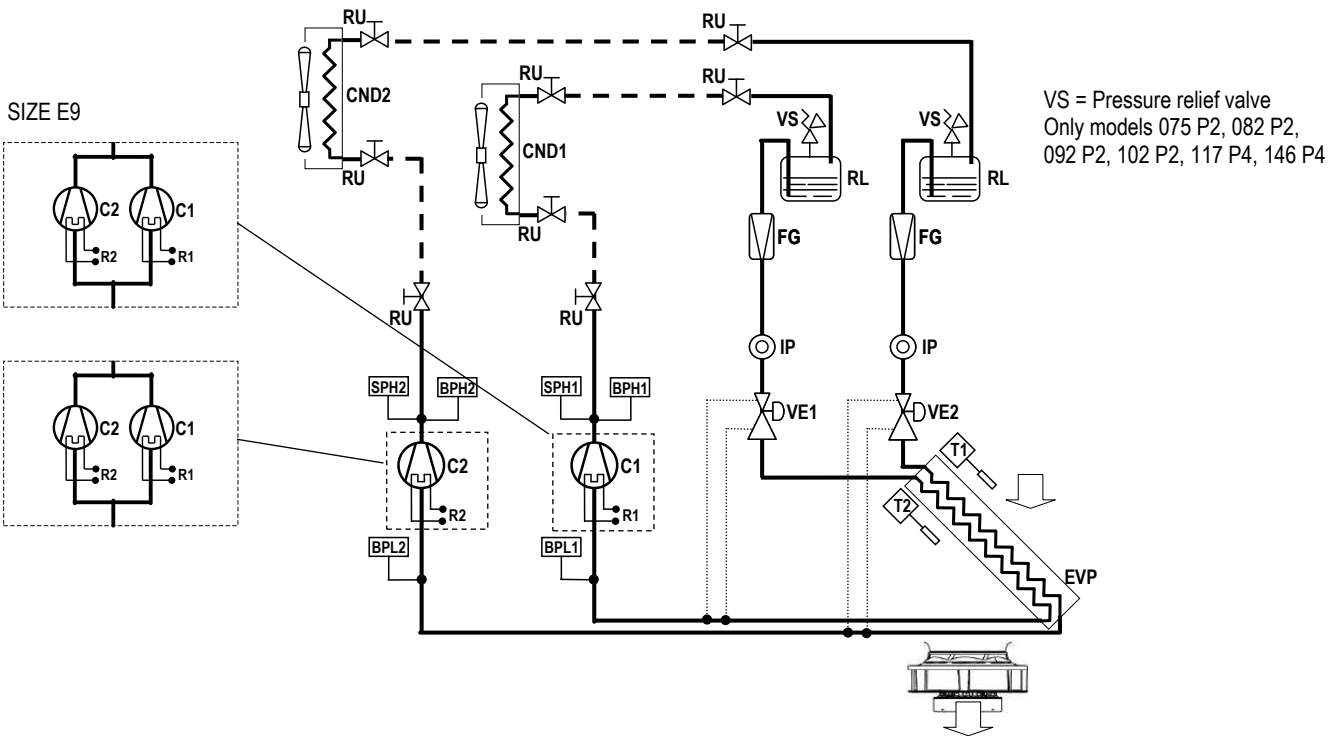 RU
RU
RU
RU
CND2
VS = Pressure relief valve
Only models 075 P2, 082 P2,
092 P2, 102 P2, 117 P4, 146 P4
SIZE E9
VS
VS
CND1
RU
RL
RL
C2
C1
R2
R1
RU
FG
FG
RU
RU
IP
IP
SPH2
BPH2
SPH1
BPH1
VE1
VE2
C2
C1
R2
R1
C2
C1
T1
R2
R1
T2
BPL2
BPL1
EVP